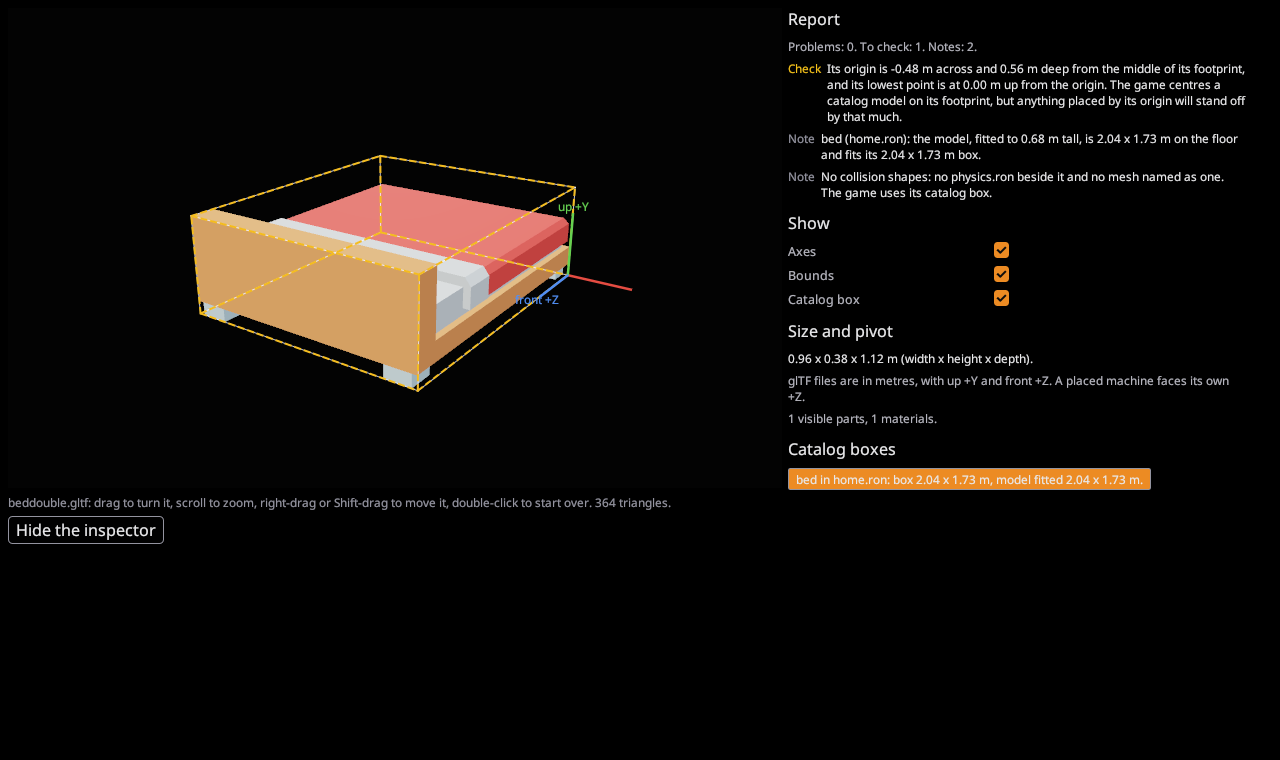 Report
Problems: 0. To check: 1. Notes: 2.
Check Its origin is -0.48 m across and 0.56 m deep from the middle of its footprint,
and its lowest point is at 0.00 m up from the origin. The game centres a
catalog model on its footprint, but anything placed by its origin will stand off
by that much.
Note bed (home.ron): the model, fitted to 0.68 m tall, is 2.04 x 1.73 m on the floor
and fits its 2.04 x 1.73 m box.
Note No collision shapes: no physics.ron beside it and no mesh named as one.
The game uses its catalog box.
Show
Axes
Bounds
Catalog box
Size and pivot
0.96 x 0.38 x 1.12 m (width x height x depth).
glTF files are in metres, with up +Y and front +Z. A placed machine faces its own
+Z.
1 visible parts, 1 materials.
Catalog boxes
bed in home.ron: box 2.04 x 1.73 m, model fitted 2.04 x 1.73 m.
up +Y
front +Z
beddouble.gltf: drag to turn it, scroll to zoom, right-drag or Shift-drag to move it, double-click to start over. 364 triangles.
Hide the inspector